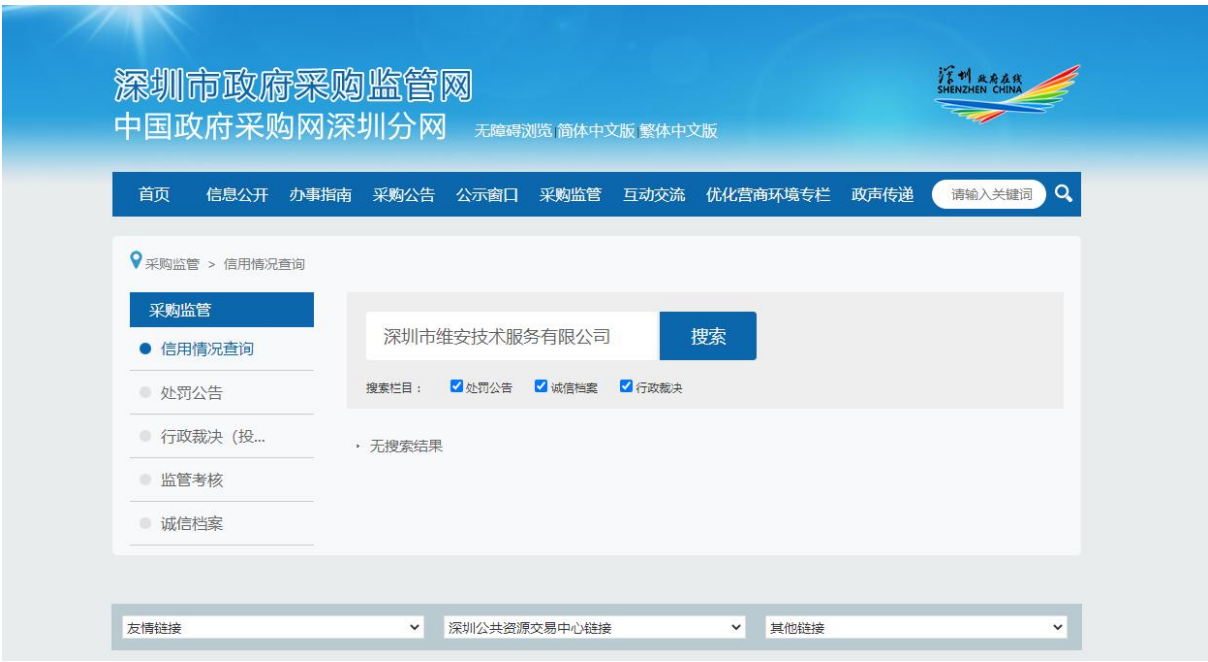 深圳市政府采购监管网
中国政府采购网深圳分网 无障碍浏览 简体中文版 繁体中文版
深圳 政府在线
SHENZHEN CHINA
首页 信息公开 办事指南 采购公告 公示窗口 采购监管 互动交流 优化营商环境专栏 政声传递 请输入关键词
采购监管 > 信用情况查询
采购监管
信用情况查询
处罚公告
行政裁决（投...
监管考核
诚信档案
深圳市维安技术服务有限公司 搜索
搜索栏目： 处罚公告 诚信档案 行政裁决
无搜索结果
友情链接 深圳公共资源交易中心链接 其他链接